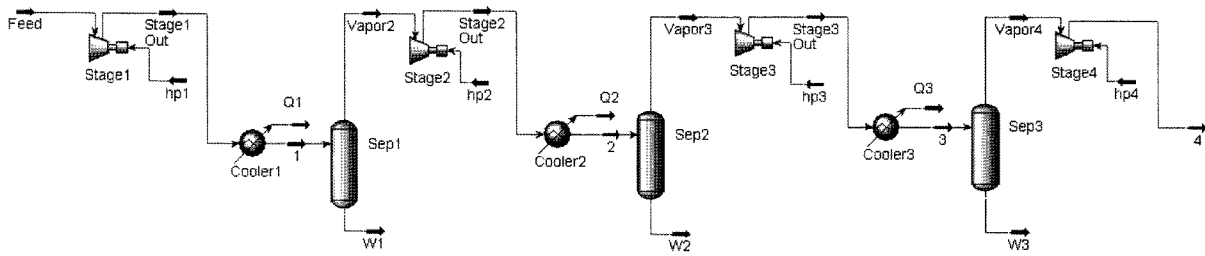 Feed
Stage1
Out
Stage1
hp1
Q1
Cooler1
1
Sep1
W1
Vapor2
Stage2
Out
Stage2
hp2
Q2
Cooler2
2
Sep2
W2
Vapor3
Stage3
Out
Stage3
hp3
Q3
Cooler3
3
Sep3
W3
Vapor4
Stage4
hp4
4